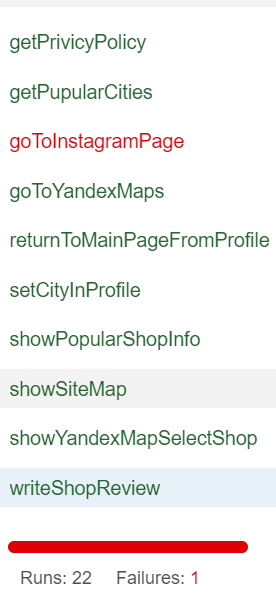 getPrivicyPolicy
getPupularCities
goToInstagramPage
goToYandexMaps
returnToMainPageFromProfile
setCityInProfile
showPopularShopInfo
showSiteMap
showYandexMapSelectShop
writeShopReview
Runs: 22 Failures: 1